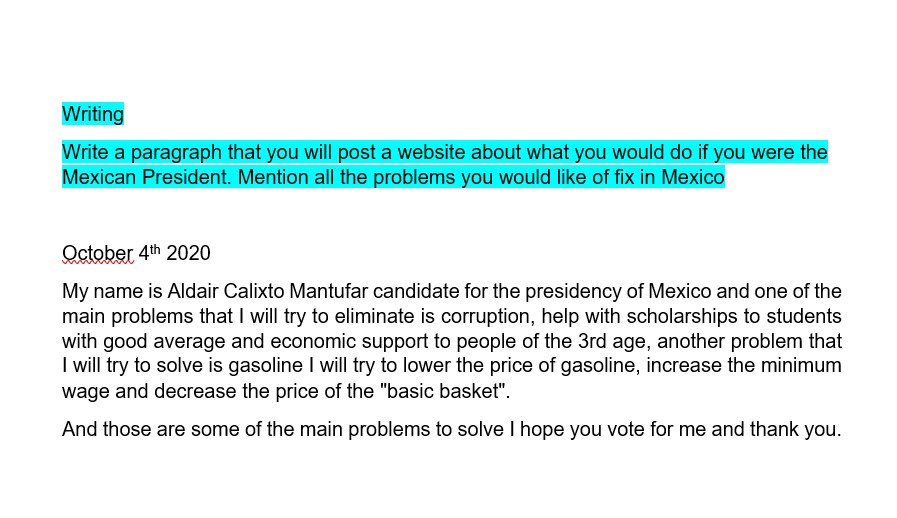 Writing
Write a paragraph that you will post a website about what you would do if you were the
Mexican President. Mention all the problems you would like of fix in Mexico
October 4th 2020
My name is Aldair Calixto Mantufar candidate for the presidency of Mexico and one of the
main problems that I will try to eliminate is corruption, help with scholarships to students
with good average and economic support to people of the 3rd age, another problem that
I will try to solve is gasoline I will try to lower the price of gasoline, increase the minimum
wage and decrease the price of the "basic basket".
And those are some of the main problems to solve I hope you vote for me and thank you.